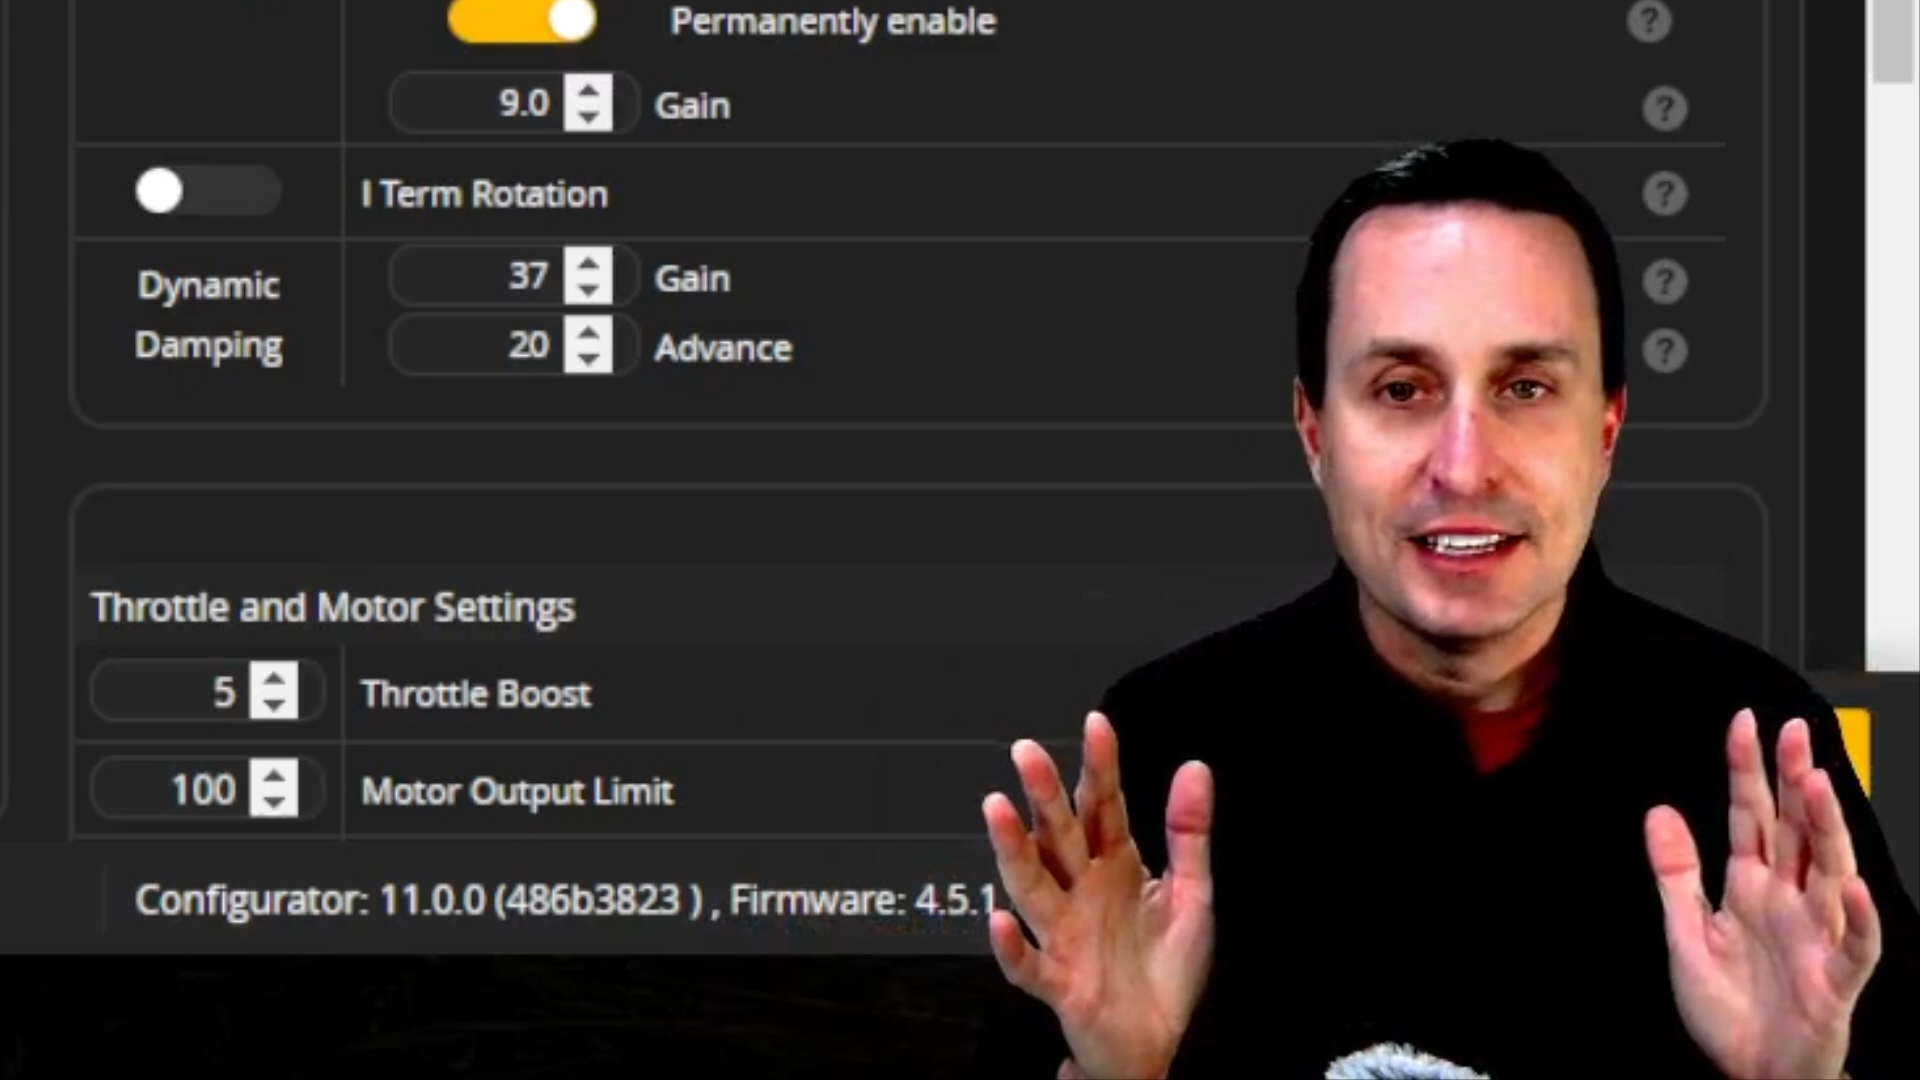 Permanently enable ?
9.0 Gain ?
I Term Rotation ?
Dynamic Damping
37 Gain ?
20 Advance ?
Throttle and Motor Settings
5 Throttle Boost
100 Motor Output Limit
Configurator: 11.0.0 (486b3823 ) , Firmware: 4.5.1